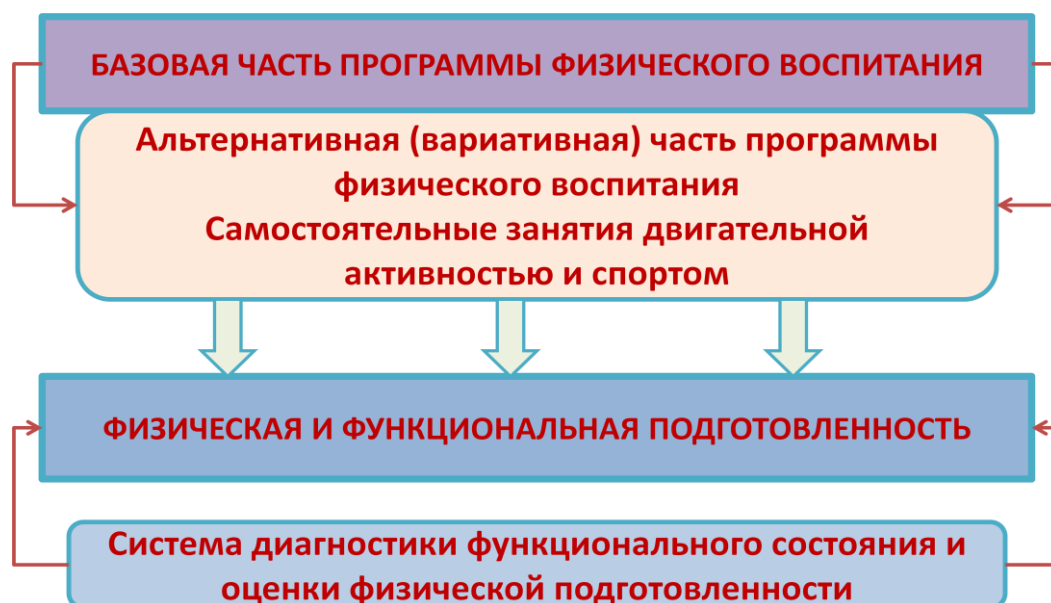 БАЗОВАЯ ЧАСТЬ ПРОГРАММЫ ФИЗИЧЕСКОГО ВОСПИТАНИЯ
Альтернативная (вариативная) часть программы
физического воспитания
Самостоятельные занятия двигательной
активностью и спортом
ФИЗИЧЕСКАЯ И ФУНКЦИОНАЛЬНАЯ ПОДГОТОВЛЕННОСТЬ
Система диагностики функционального состояния и
оценки физической подготовленности